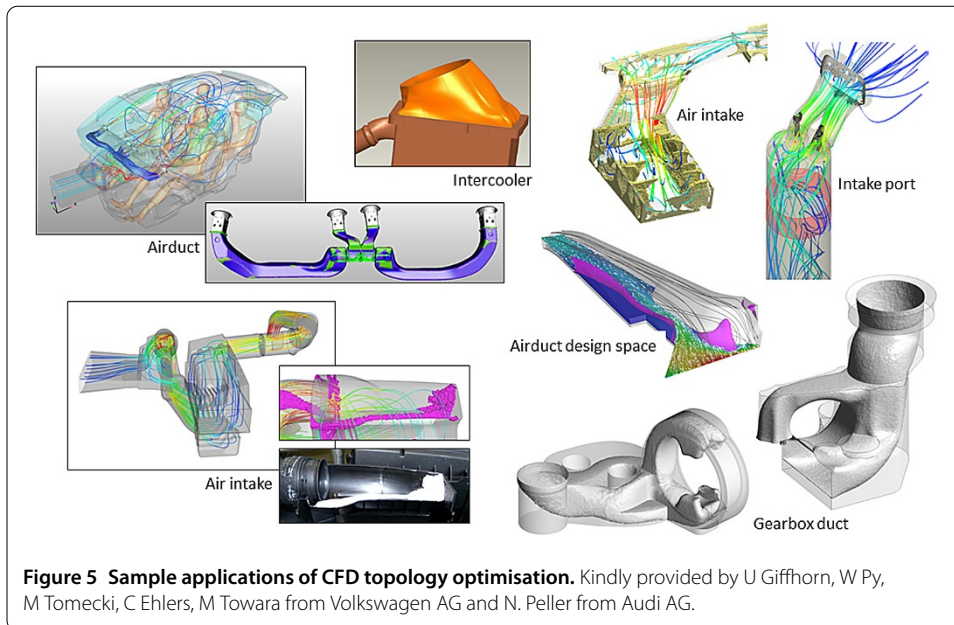 Air intake
Intake port
Intercooler
Airduct
Airduct design space
Air intake
Gearbox duct
Figure 5 Sample applications of CFD topology optimisation. Kindly provided by U Giffhorn, W Py,
M Tomecki, C Ehlers, M Towara from Volkswagen AG and N. Peller from Audi AG.